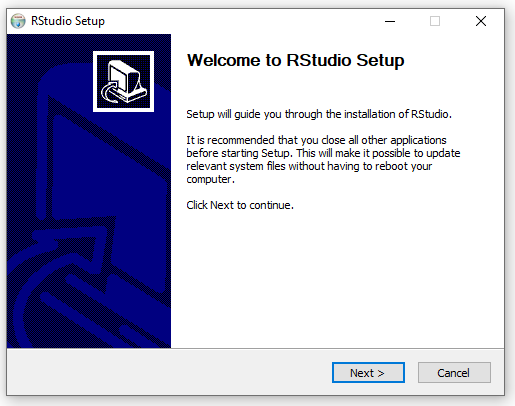 RStudio Setup
Welcome to RStudio Setup
Setup will guide you through the installation of RStudio.
It is recommended that you close all other applications
before starting Setup. This will make it possible to update
relevant system files without having to reboot your
computer.
Click Next to continue.
Next >
Cancel